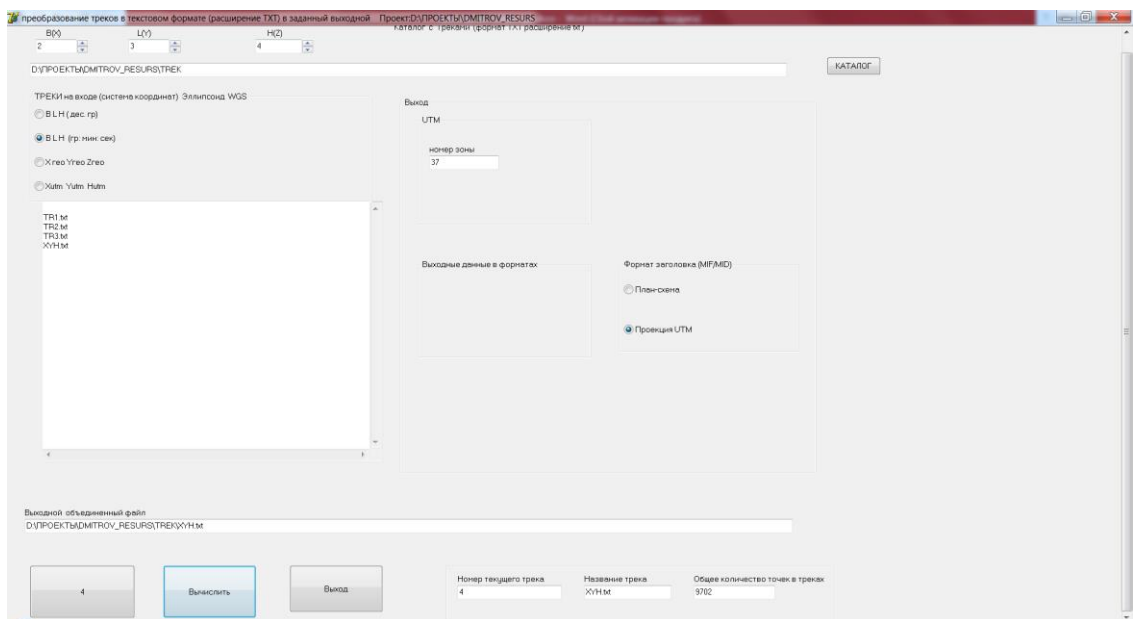 преобразование треков в текстовом формате (расширение TXT) в заданный выходной Проект:D:\ПРОЕКТЫ\DMITROV_RESURS
B(X) L(Y) H(Z) Каталог с Треками (формат TXT расширение txt)
2 3 4
D:\ПРОЕКТЫ\DMITROV_RESURS\TREK КАТАЛОГ
ТРЕКИ на входе (система координат) Эллипсоид WGS
B L H ( дес. гр)
B L H (гр. мин. сек)
Xгео Yгео Zгео
Xutm Yutm Hutm
TR1.txt
TR2.txt
TR3.txt
XYH.txt
Выход
UTM
номер зоны
37
Выходные данные в форматах
Формат заголовка (MIF/MID)
План-схема
Проекция UTM
Выходной объединенный файл
D:\ПРОЕКТЫ\DMITROV_RESURS\TREK\XYH.txt
4 Вычислить Выход
Номер текущего трека Название трека Общее количество точек в треках
4 XYH.txt 9702